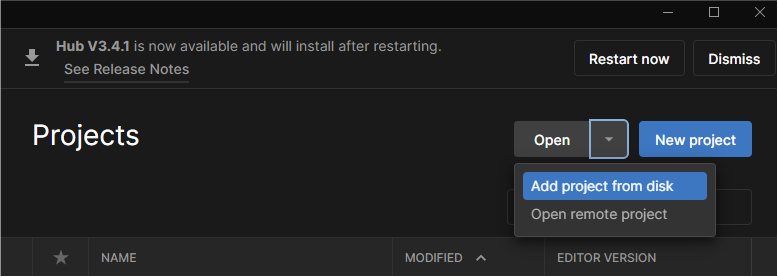 Hub V3.4.1 is now available and will install after restarting.
See Release Notes
Restart now
Dismiss
Projects
Open
New project
Add project from disk
Open remote project
NAME
MODIFIED
EDITOR VERSION